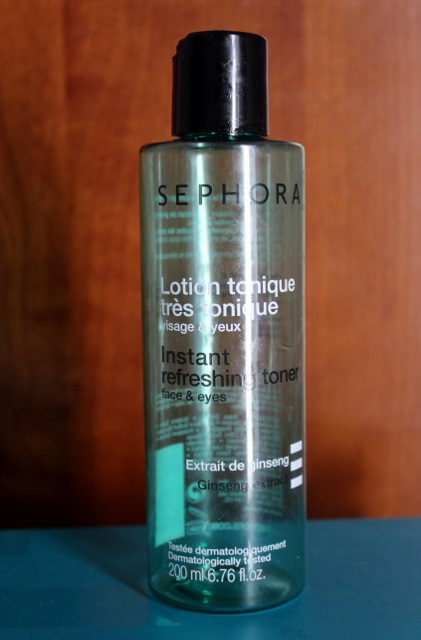 SEPHORA
Lotion tonique
très tonique
visage & yeux
Instant
refreshing toner
face & eyes
Extrait de ginseng
Ginseng extract
Testée dermatologiquement
Dermatologically tested
200 ml 6.76 fl.oz.